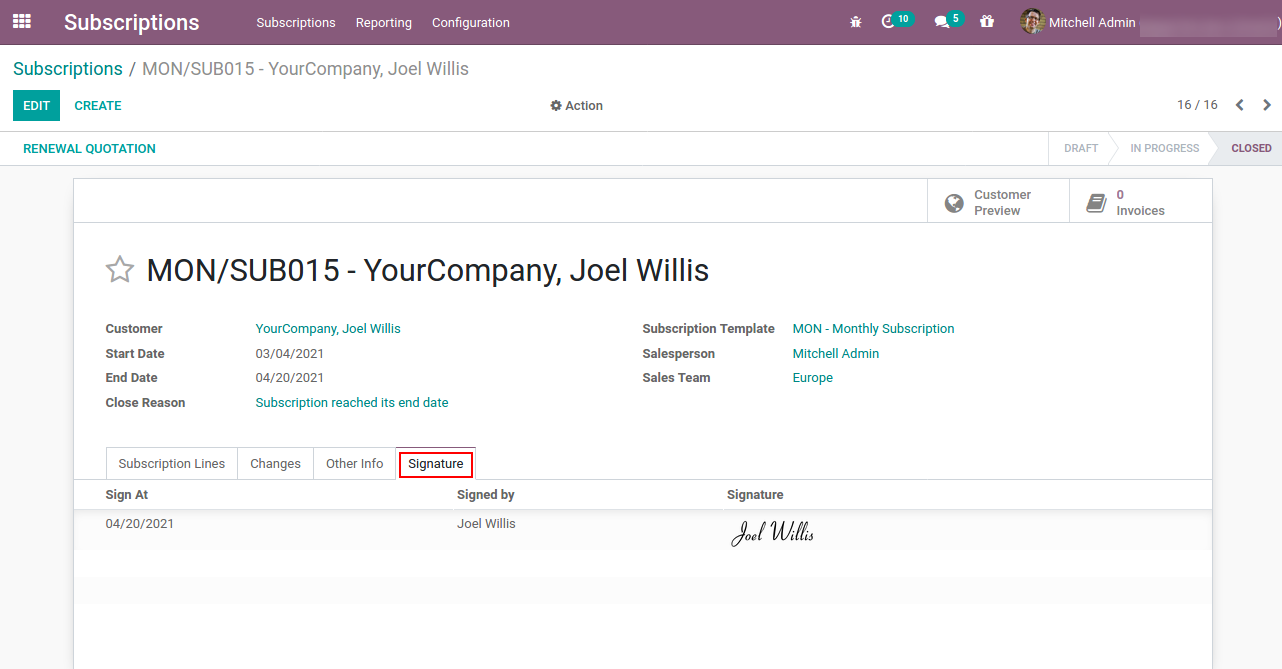 Subscriptions Subscriptions Reporting Configuration 10 5 Mitchell Admin )
Subscriptions / MON/SUB015 - YourCompany, Joel Willis
EDIT CREATE Action 16 / 16
RENEWAL QUOTATION DRAFT IN PROGRESS CLOSED
Customer Preview 0 Invoices
MON/SUB015 - YourCompany, Joel Willis
Customer YourCompany, Joel Willis Subscription Template MON - Monthly Subscription
Start Date 03/04/2021 Salesperson Mitchell Admin
End Date 04/20/2021 Sales Team Europe
Close Reason Subscription reached its end date
Subscription Lines Changes Other Info Signature
Sign At Signed by Signature
04/20/2021 Joel Willis Joel Willis